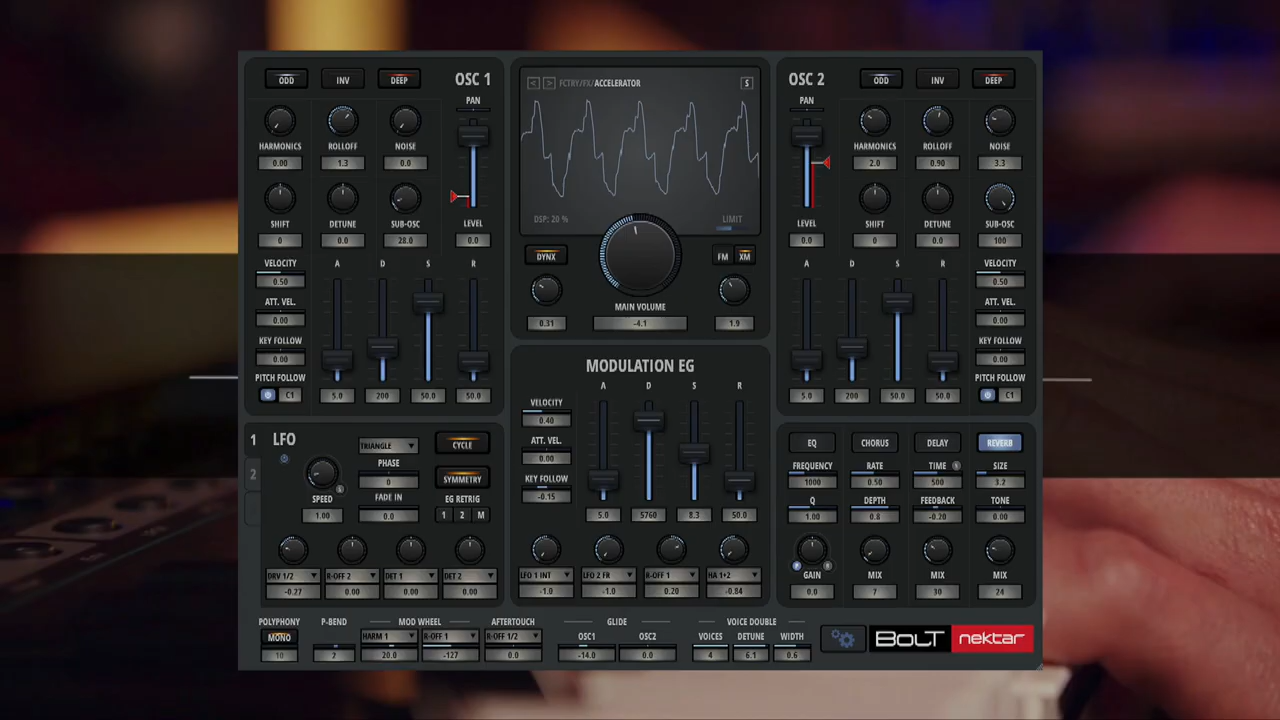 ODD INV DEEP OSC 1
PAN
HARMONICS ROLLOFF NOISE
0.00 1.3 0.0
SHIFT DETUNE SUB-OSC LEVEL
0 0.0 28.0 0.0
VELOCITY A D S R
0.50
ATT. VEL.
0.00
KEY FOLLOW
0.00
PITCH FOLLOW
C1 5.0 200 50.0 50.0
< > FCTRY/FX/ACCELERATOR S
DSP: 20 % LIMIT
DYNX FM XM
MAIN VOLUME
0.31 -4.1 1.9
OSC 2 ODD INV DEEP
PAN
HARMONICS ROLLOFF NOISE
2.0 0.90 3.3
LEVEL SHIFT DETUNE SUB-OSC
0.0 0 0.0 100
A D S R VELOCITY
0.50
ATT. VEL.
0.00
KEY FOLLOW
0.00
PITCH FOLLOW
5.0 200 50.0 50.0 C1
1 LFO TRIANGLE CYCLE
2 PHASE
0 SYMMETRY
SPEED S FADE IN EG RETRIG
1.00 0.0 1 2 M
DRV 1/2 R-OFF 2 DET 1 DET 2
-0.27 0.00 0.00 0.00
MODULATION EG
A D S R
VELOCITY
0.40
ATT. VEL.
0.00
KEY FOLLOW
-0.15
5.0 5760 8.3 50.0
LFO 1 INT LFO 2 FR R-OFF 1 HA 1+2
-1.0 -1.0 0.20 -0.84
EQ CHORUS DELAY REVERB
FREQUENCY RATE TIME S SIZE
1000 0.50 500 3.2
Q DEPTH FEEDBACK TONE
1.00 0.8 -0.20 0.00
GAIN MIX MIX MIX
0.0 7 30 24
POLYPHONY P-BEND MOD WHEEL AFTERTOUCH GLIDE VOICE DOUBLE
MONO HARM 1 R-OFF 1 R-OFF 1/2 OSC1 OSC2 VOICES DETUNE WIDTH
10 2 20.0 -127 0.0 -14.0 0.0 4 6.1 0.6
BOLT nektar